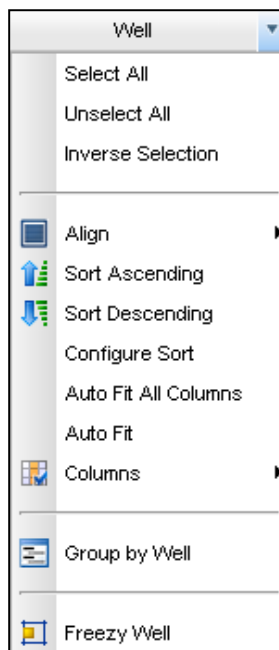 Well
Select All
Unselect All
Inverse Selection
Align
Sort Ascending
Sort Descending
Configure Sort
Auto Fit All Columns
Auto Fit
Columns
Group by Well
Freezy Well